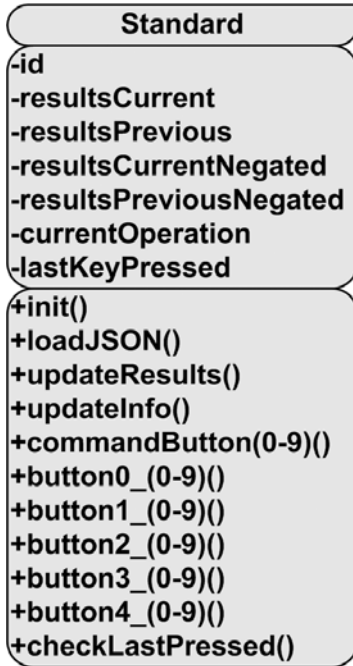 Standard
-id
-resultsCurrent
-resultsPrevious
-resultsCurrentNegated
-resultsPreviousNegated
-currentOperation
-lastKeyPressed
+init()
+loadJSON()
+updateResults()
+updateInfo()
+commandButton(0-9)()
+button0_(0-9)()
+button1_(0-9)()
+button2_(0-9)()
+button3_(0-9)()
+button4_(0-9)()
+checkLastPressed()